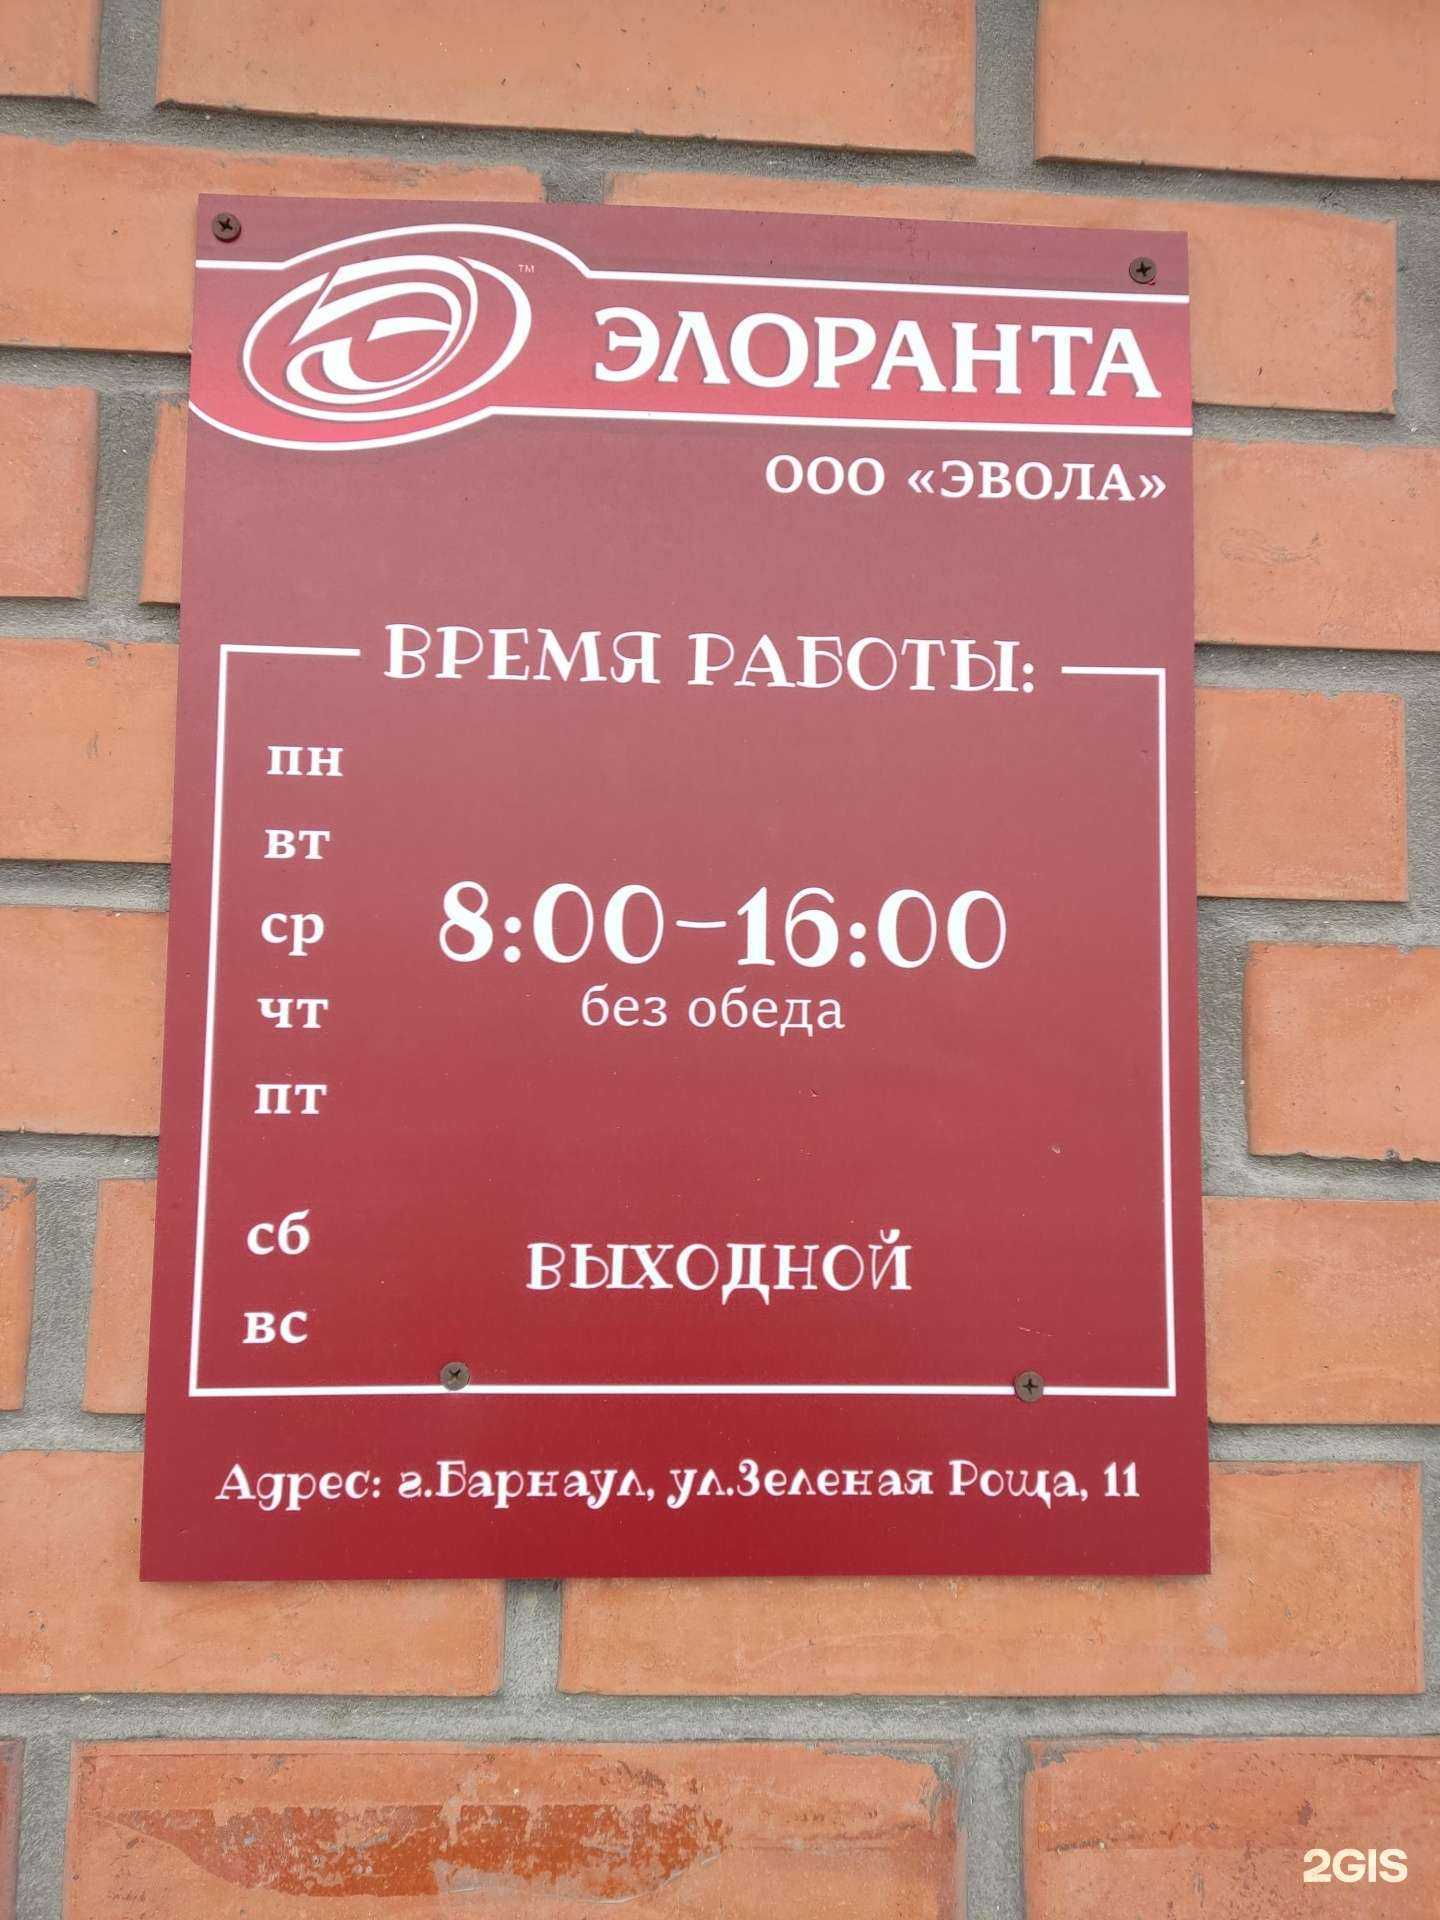 ЭЛОРАНТА
™
ООО «ЭВОЛА»
ВРЕМЯ РАБОТЫ:
пн
вт
ср
чт
пт
8:00–16:00
без обеда
сб
вс
ВЫХОДНОЙ
Адрес: г.Барнаул, ул.Зеленая Роща, 11
2GIS